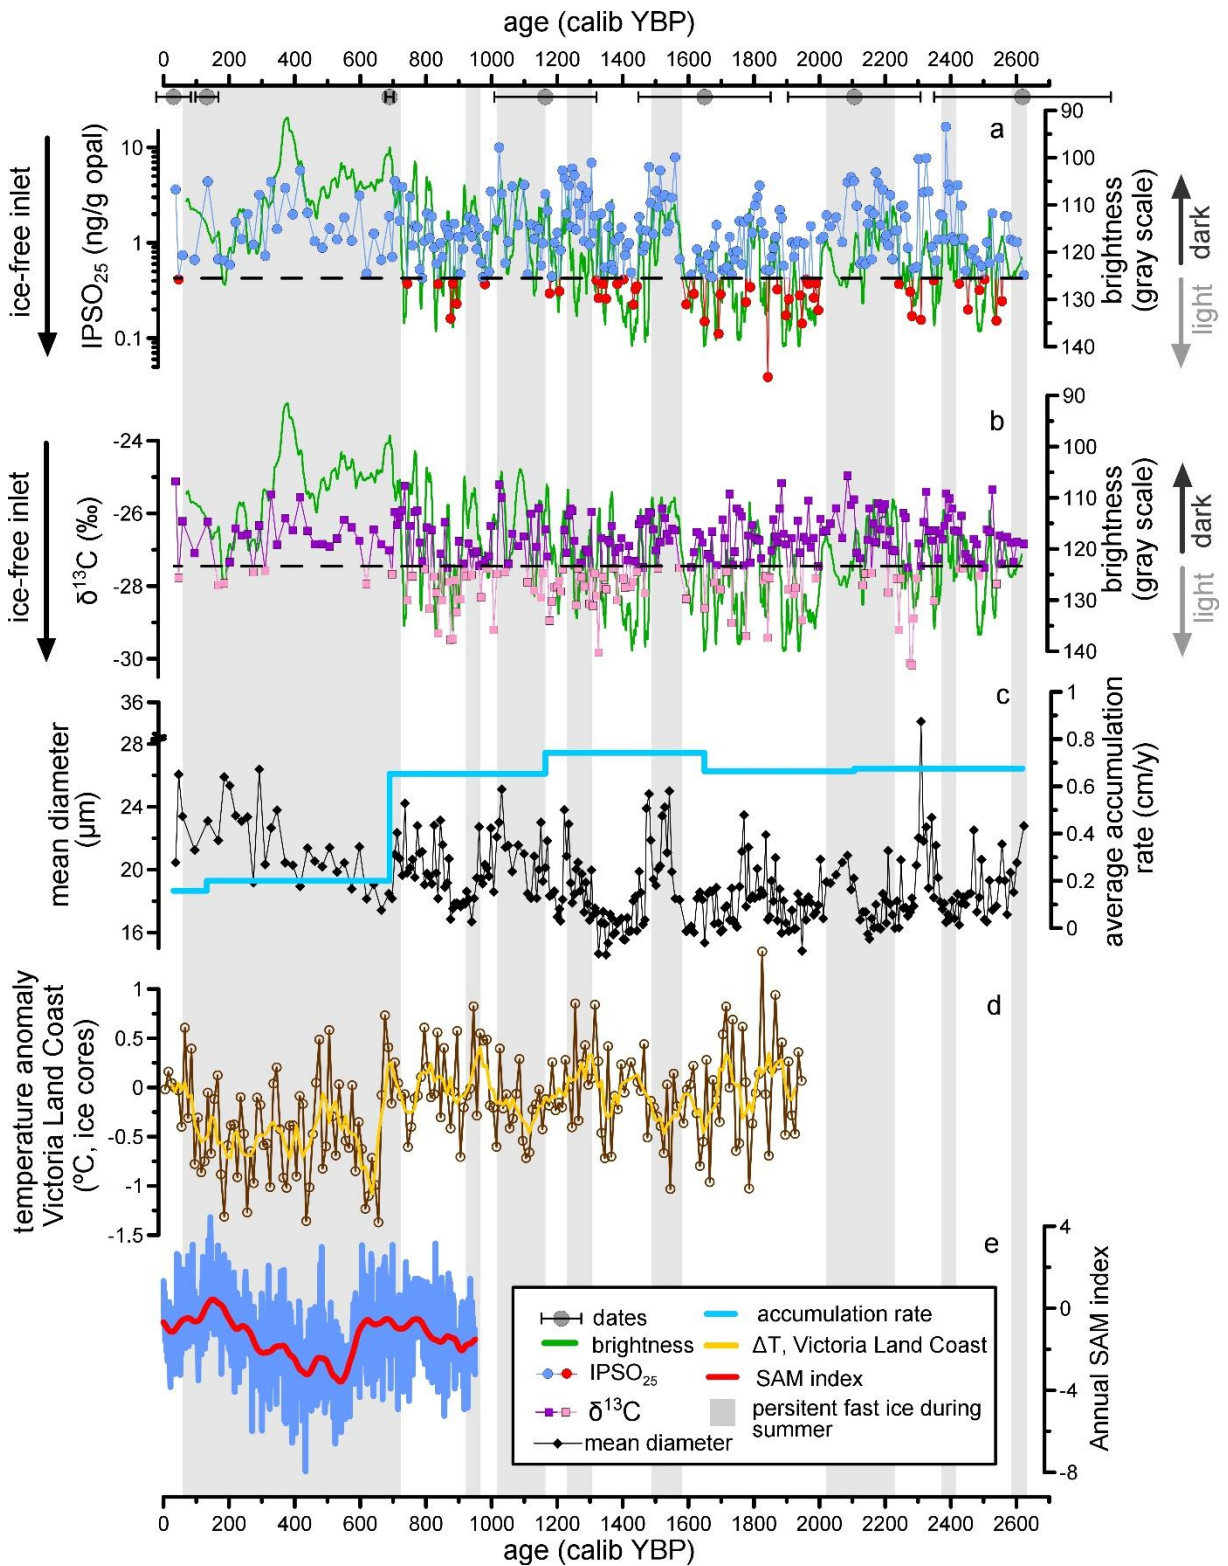 age (calib YBP)
0 200 400 600 800 1000 1200 1400 1600 1800 2000 2200 2400 2600
a
ice-free inlet
IPSO25 (ng/g opal)
10
1
0.1
90
100
110
120
130
140
brightness
(gray scale)
dark
light
b
ice-free inlet
δ13C (‰)
-24
-26
-28
-30
90
100
110
120
130
140
brightness
(gray scale)
dark
light
c
mean diameter
(µm)
36
28
24
20
16
1
0.8
0.6
0.4
0.2
0
average accumulation
rate (cm/y)
d
temperature anomaly
Victoria Land Coast
(ºC, ice cores)
1
0.5
0
-0.5
-1
-1.5
e
4
0
-4
-8
Annual SAM index
dates
brightness
IPSO25
δ13C
mean diameter
accumulation rate
ΔT, Victoria Land Coast
SAM index
persitent fast ice during
summer
0 200 400 600 800 1000 1200 1400 1600 1800 2000 2200 2400 2600
age (calib YBP)